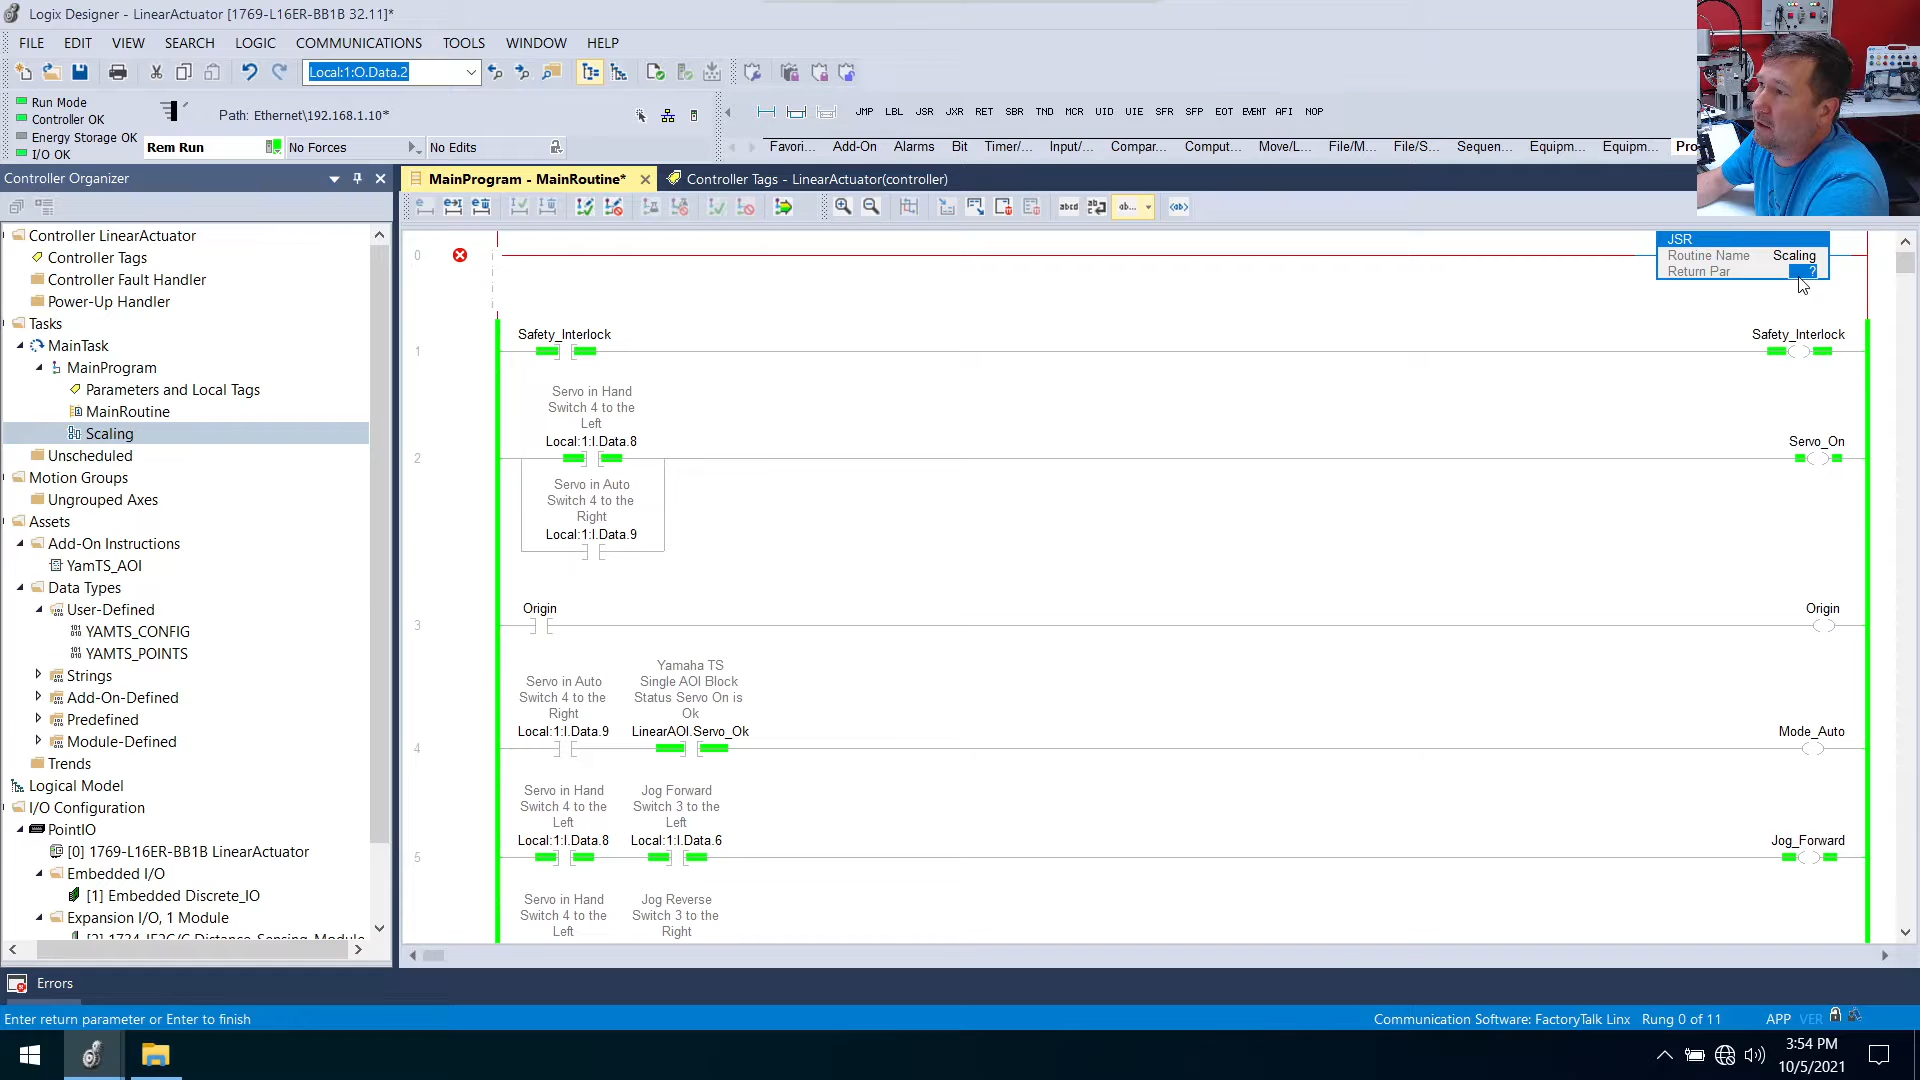 Logix Designer - LinearActuator [1769-L16ER-BB1B 32.11]*
FILE EDIT VIEW SEARCH LOGIC COMMUNICATIONS TOOLS WINDOW HELP
Local:1:O.Data.2
Run Mode
Controller OK
Energy Storage OK
I/O OK
Path: Ethernet\192.168.1.10*
Rem Run No Forces No Edits
JMP LBL JSR JXR RET SBR TND MCR UID UIE SFR SFP EOT EVENT AFI NOP
Favori... Add-On Alarms Bit Timer/... Input/... Compar... Comput... Move/L... File/M... File/S... Sequen... Equipm... Equipm... Pro
Controller Organizer
MainProgram - MainRoutine*
Controller Tags - LinearActuator(controller)
abcd
ab...
Controller LinearActuator
Controller Tags
Controller Fault Handler
Power-Up Handler
Tasks
MainTask
MainProgram
Parameters and Local Tags
MainRoutine
Scaling
Unscheduled
Motion Groups
Ungrouped Axes
Assets
Add-On Instructions
YamTS_AOI
Data Types
User-Defined
YAMTS_CONFIG
YAMTS_POINTS
Strings
Add-On-Defined
Predefined
Module-Defined
Trends
Logical Model
I/O Configuration
PointIO
[0] 1769-L16ER-BB1B LinearActuator
Embedded I/O
[1] Embedded Discrete_IO
Expansion I/O, 1 Module
[2] 1734-IE2C/C Distance_Sensing_Module
0
JSR
Routine Name Scaling
Return Par ?
1
Safety_Interlock
Safety_Interlock
2
Servo in Hand
Switch 4 to the
Left
Local:1:I.Data.8
Servo_On
Servo in Auto
Switch 4 to the
Right
Local:1:I.Data.9
3
Origin
Origin
4
Servo in Auto
Switch 4 to the
Right
Local:1:I.Data.9
Yamaha TS
Single AOI Block
Status Servo On is
Ok
LinearAOI.Servo_Ok
Mode_Auto
5
Servo in Hand
Switch 4 to the
Left
Local:1:I.Data.8
Jog Forward
Switch 3 to the
Left
Local:1:I.Data.6
Jog_Forward
Servo in Hand
Switch 4 to the
Left
Jog Reverse
Switch 3 to the
Right
Errors
Enter return parameter or Enter to finish
Communication Software: FactoryTalk Linx Rung 0 of 11 APP VER
3:54 PM
10/5/2021